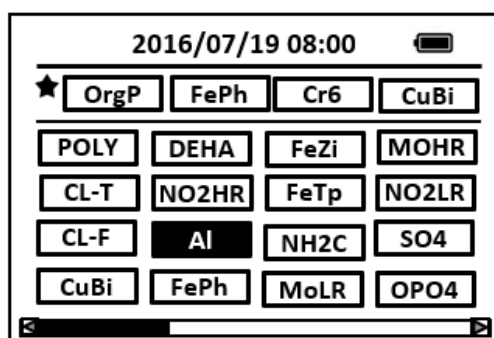 2016/07/19 08:00
OrgP FePh Cr6 CuBi
POLY DEHA FeZi MOHR
CL-T NO2HR FeTp NO2LR
CL-F Al NH2C SO4
CuBi FePh MoLR OPO4